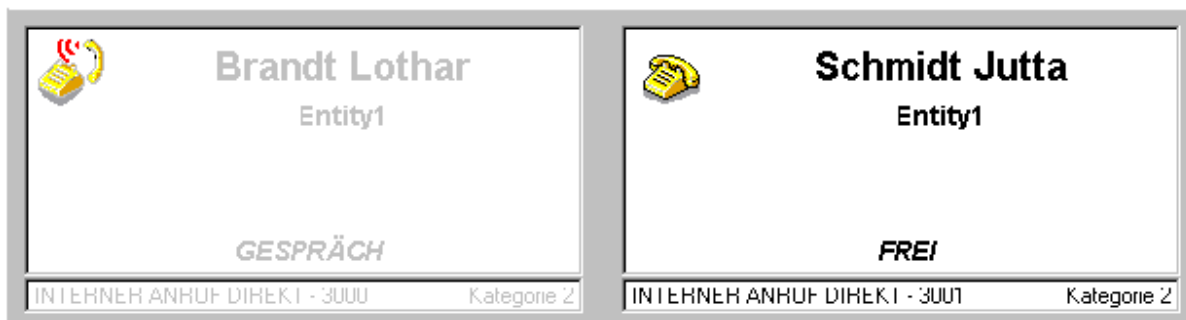 Brandt Lothar
Entity1
GESPRÄCH
INTERNER ANRUF DIREKT - 3000 Kategorie 2
Schmidt Jutta
Entity1
FREI
INTERNER ANRUF DIREKT - 3001 Kategorie 2